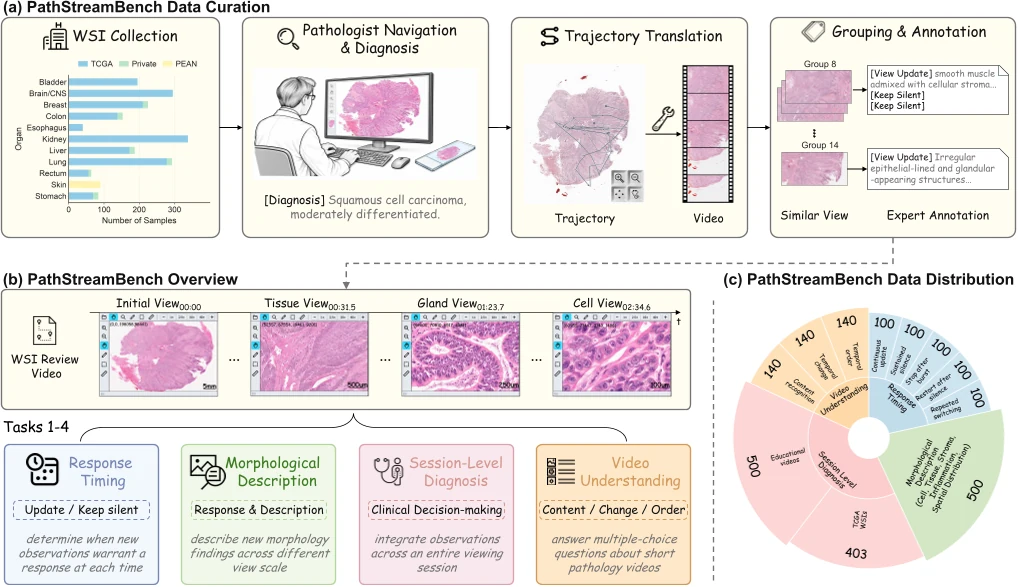 (a) PathStreamBench Data Curation
WSI Collection
TCGA Private PEAN
Organ
Bladder
Brain/CNS
Breast
Colon
Esophagus
Kidney
Liver
Lung
Rectum
Skin
Stomach
0 100 200 300
Number of Samples
Pathologist Navigation
& Diagnosis
[Diagnosis] Squamous cell carcinoma,
moderately differentiated.
Trajectory Translation
Trajectory
Video
Grouping & Annotation
Group 8
[View Update] smooth muscle
admixed with cellular stroma...
[Keep Silent]
[Keep Silent]
Group 14
[View Update] Irregular
epithelial-lined and glandular
-appearing structures...
Similar View
Expert Annotation
(b) PathStreamBench Overview
WSI Review
Video
Initial View00:00
Tissue View00:31.5
Gland View01:23.7
Cell View02:34.6
t
5mm
...
500um
...
250um
...
100um
Tasks 1-4
Response
Timing
Update / Keep silent
determine when new
observations warrant a
response at each time
Morphological
Description
Response & Description
describe new morphology
findings across different
view scale
Session-Level
Diagnosis
Clinical Decision-making
integrate observations
across an entire viewing
session
Video
Understanding
Content / Change / Order
answer multiple-choice
questions about short
pathology videos
(c) PathStreamBench Data Distribution
Video
Understanding
140
Content
recognition
140
Temporal
change
140
Temporal
order
Response
Timing
100
Continuous
update
100
Sustained
silence
100
Stop after
burst
100
Restart after
silence
100
Repeated
switching
Morphological
Description
(Cell, Tissue, Stroma,
Inflammation,
Spatial Distribution)
500
Session-Level
Diagnosis
TCGA
WSIs
403
Educational
videos
500